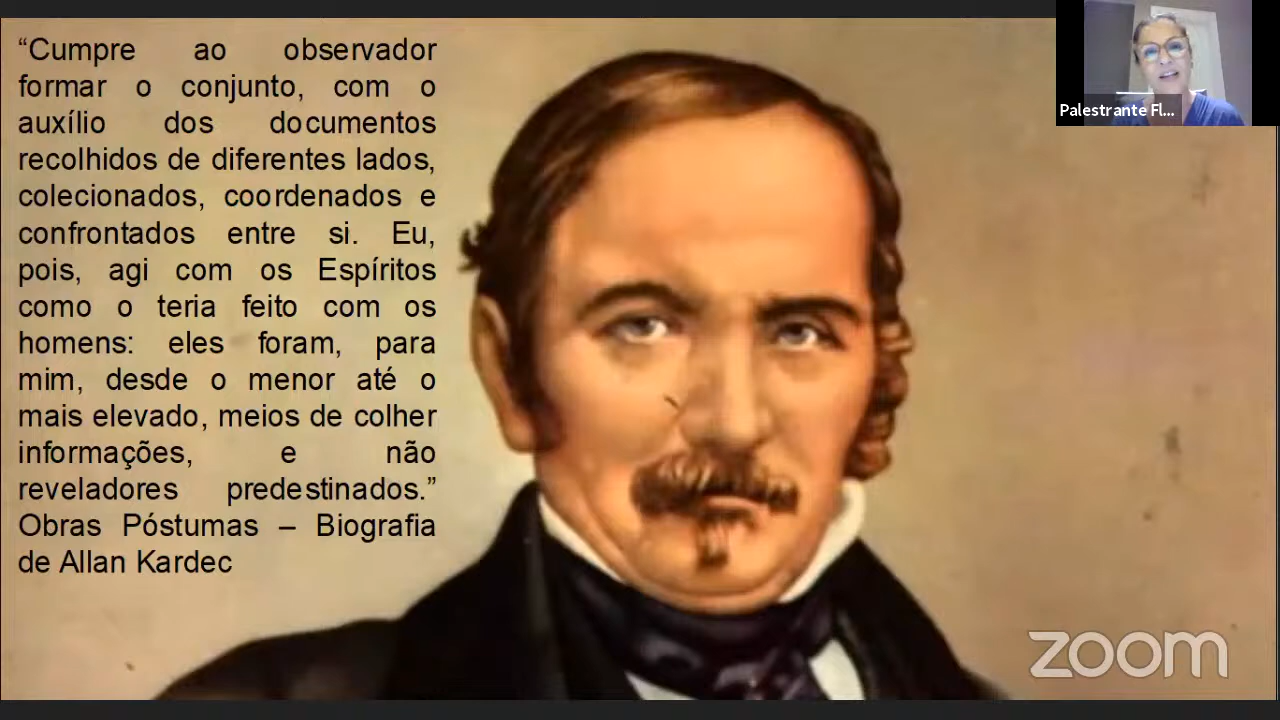 “Cumpre ao observador
formar o conjunto, com o
auxílio dos documentos
recolhidos de diferentes lados,
colecionados, coordenados e
confrontados entre si. Eu,
pois, agi com os Espíritos
como o teria feito com os
homens: eles foram, para
mim, desde o menor até o
mais elevado, meios de colher
informações, e não
reveladores predestinados.”
Obras Póstumas – Biografia
de Allan Kardec
Palestrante Fl...
zoom